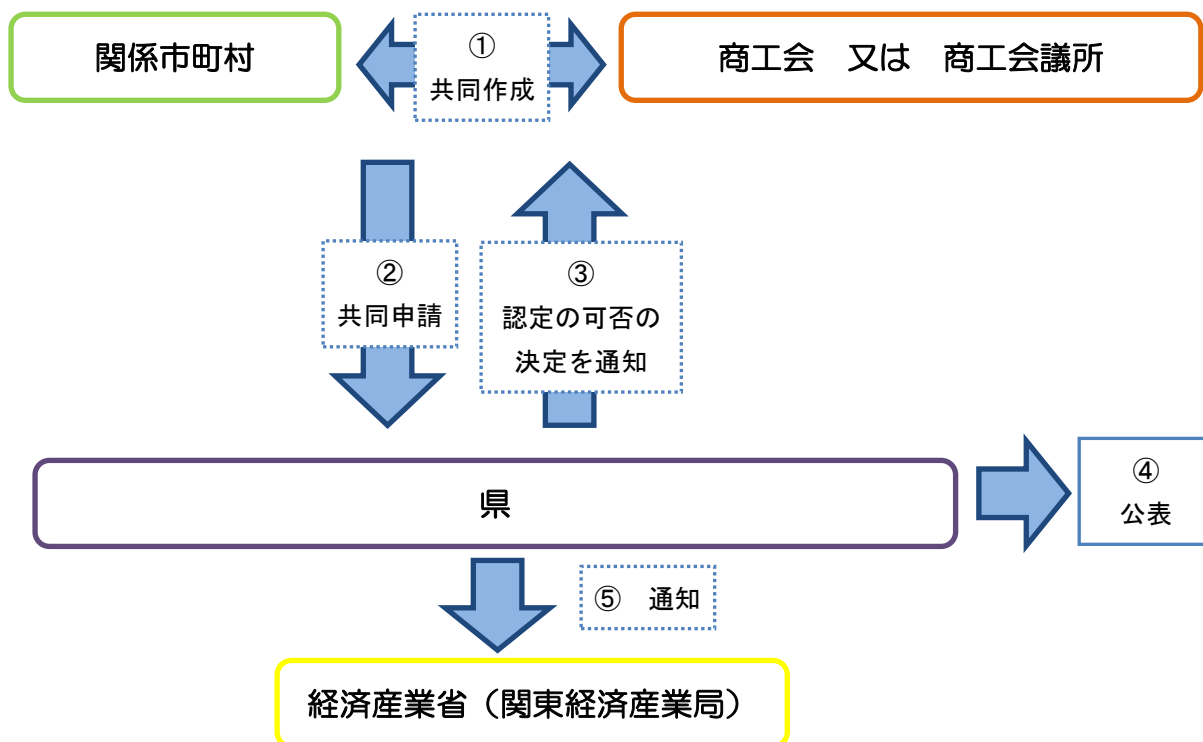 関係市町村
①
共同作成
商工会　又は　商工会議所
②
共同申請
③
認定の可否の
決定を通知
県
④
公表
⑤　通知
経済産業省（関東経済産業局）